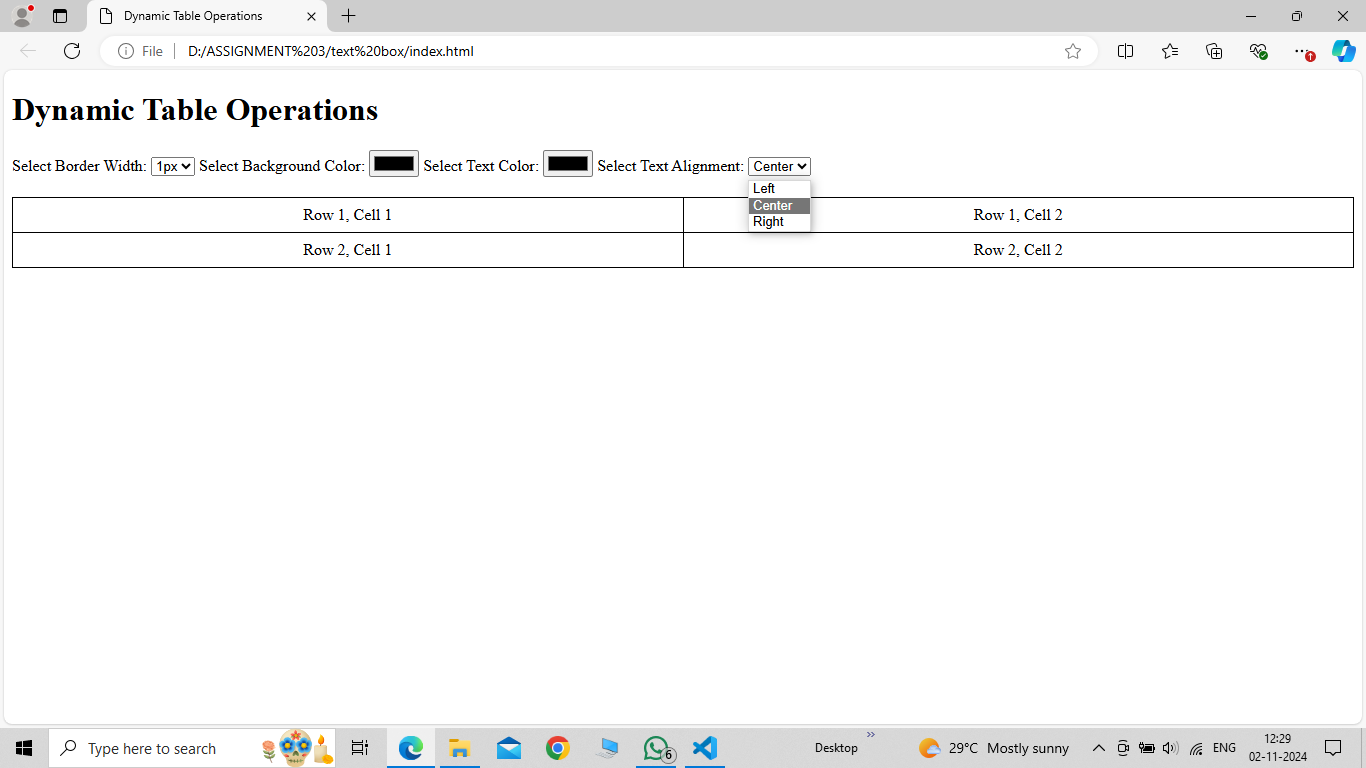 Dynamic Table Operations
File D:/ASSIGNMENT%203/text%20box/index.html
Dynamic Table Operations
Select Border Width: 1px Select Background Color: Select Text Color: Select Text Alignment: Center
Left
Center
Right
Row 1, Cell 1 Row 1, Cell 2
Row 2, Cell 1 Row 2, Cell 2
Type here to search Desktop 29°C Mostly sunny ENG 12:29
6
02-11-2024